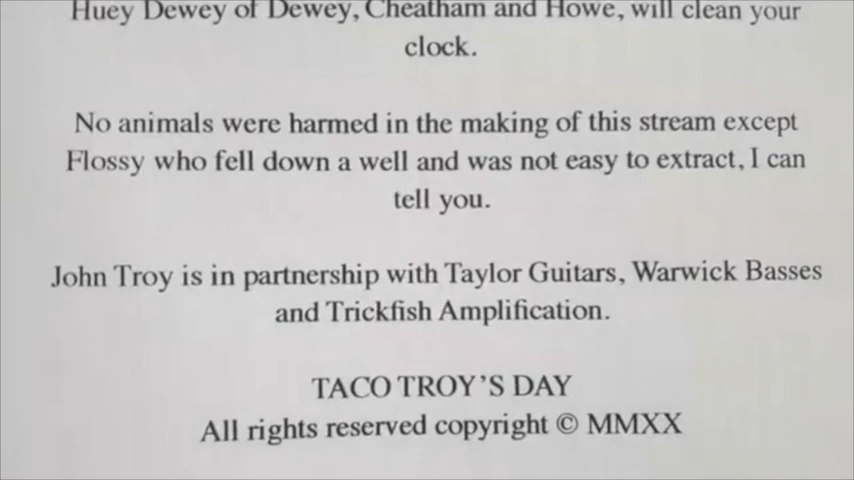 Huey Dewey of Dewey, Cheatham and Howe, will clean your
clock.
No animals were harmed in the making of this stream except
Flossy who fell down a well and was not easy to extract, I can
tell you.
John Troy is in partnership with Taylor Guitars, Warwick Basses
and Trickfish Amplification.
TACO TROY'S DAY
All rights reserved copyright © MMXX